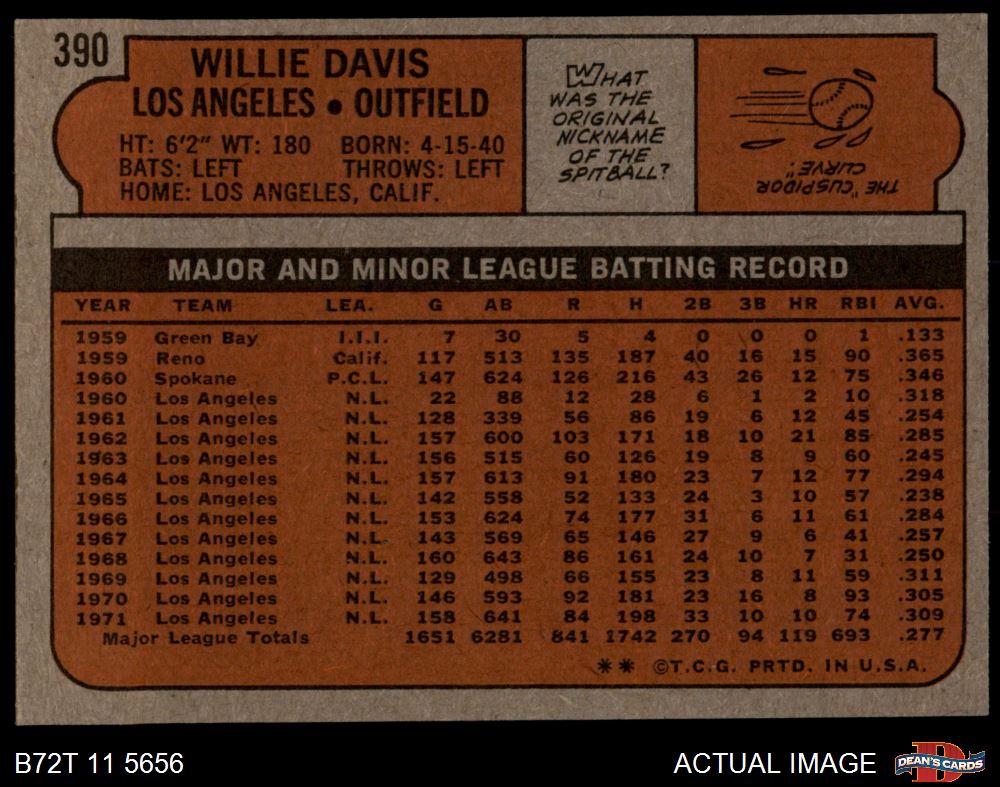 390
WILLIE DAVIS
LOS ANGELES • OUTFIELD
HT: 6'2" WT: 180 BORN: 4-15-40
BATS: LEFT THROWS: LEFT
HOME: LOS ANGELES, CALIF.
WHAT
WAS THE
ORIGINAL
NICKNAME
OF THE
SPITBALL?
THE "CUSPIDOR
CURVE".
MAJOR AND MINOR LEAGUE BATTING RECORD
YEAR TEAM LEA. G AB R H 2B 3B HR RBI AVG.
1959 Green Bay I.I.I. 7 30 5 4 0 0 0 1 .133
1959 Reno Calif. 117 513 135 187 40 16 15 90 .365
1960 Spokane P.C.L. 147 624 126 216 43 26 12 75 .346
1960 Los Angeles N.L. 22 88 12 28 6 1 2 10 .318
1961 Los Angeles N.L. 128 339 56 86 19 6 12 45 .254
1962 Los Angeles N.L. 157 600 103 171 18 10 21 85 .285
1963 Los Angeles N.L. 156 515 60 126 19 8 9 60 .245
1964 Los Angeles N.L. 157 613 91 180 23 7 12 77 .294
1965 Los Angeles N.L. 142 558 52 133 24 3 10 57 .238
1966 Los Angeles N.L. 153 624 74 177 31 6 11 61 .284
1967 Los Angeles N.L. 143 569 65 146 27 9 6 41 .257
1968 Los Angeles N.L. 160 643 86 161 24 10 7 31 .250
1969 Los Angeles N.L. 129 498 66 155 23 8 11 59 .311
1970 Los Angeles N.L. 146 593 92 181 23 16 8 93 .305
1971 Los Angeles N.L. 158 641 84 198 33 10 10 74 .309
Major League Totals 1651 6281 841 1742 270 94 119 693 .277
** ©T.C.G. PRTD. IN U.S.A.
B72T 11 5656 ACTUAL IMAGE
DEAN'S CARDS